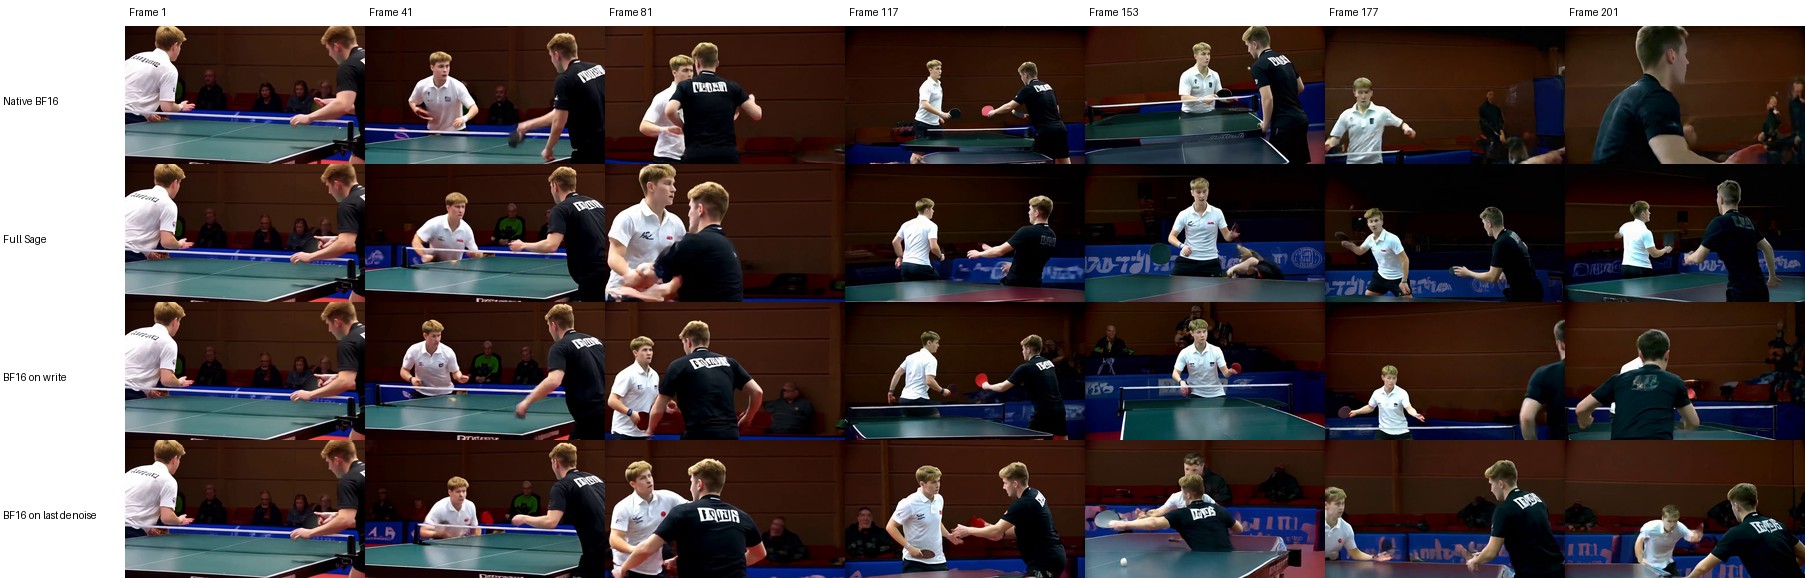 Frame 1 Frame 41 Frame 81 Frame 117 Frame 153 Frame 177 Frame 201
Native BF16
Full Sage
BF16 on write
BF16 on last denoise